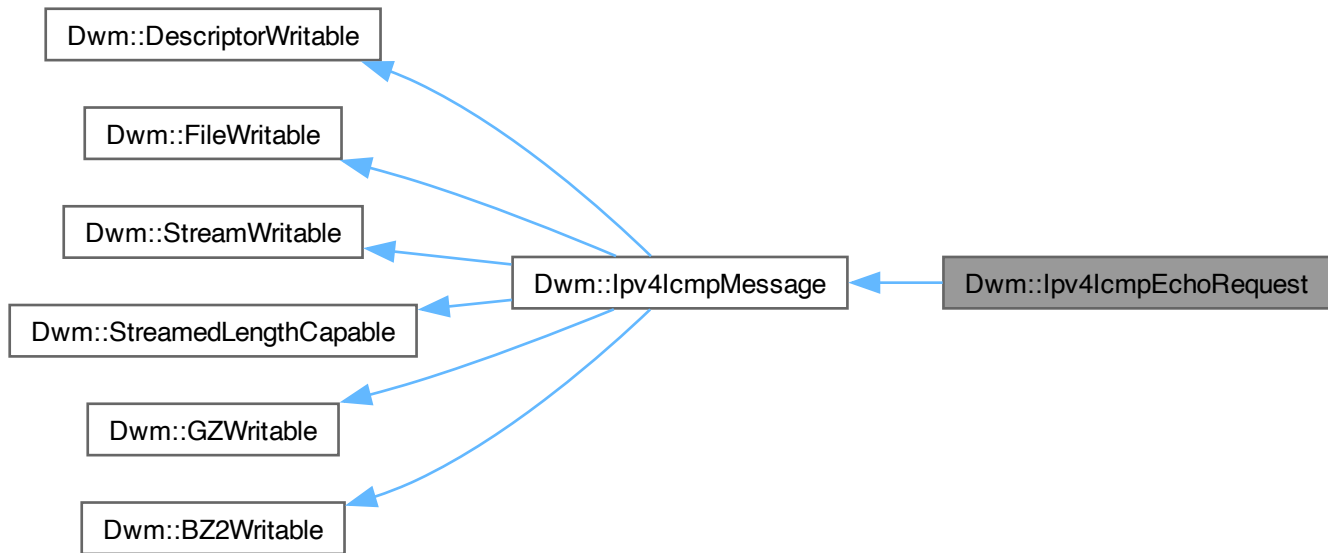 Dwm::DescriptorWritable
Dwm::FileWritable
Dwm::StreamWritable
Dwm::StreamedLengthCapable
Dwm::GZWritable
Dwm::BZ2Writable
Dwm::Ipv4IcmpMessage
Dwm::Ipv4IcmpEchoRequest